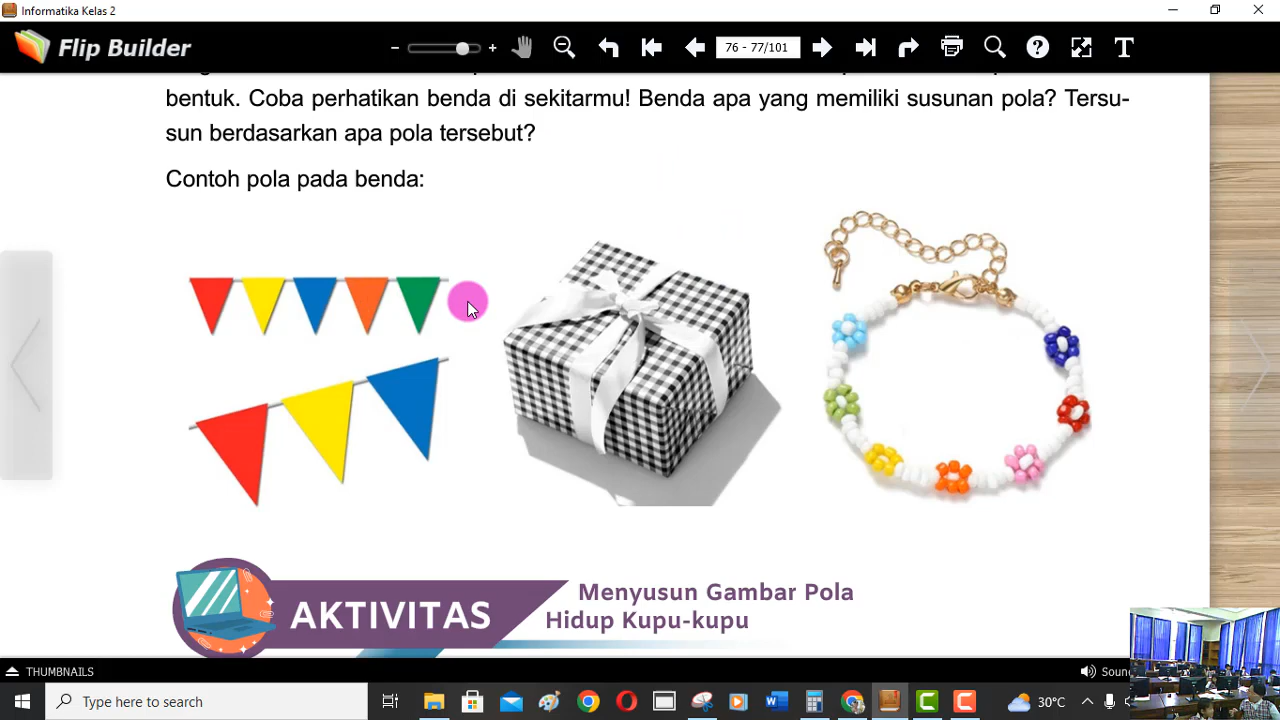 Informatika Kelas 2
Flip Builder
76 - 77/101
bentuk. Coba perhatikan benda di sekitarmu! Benda apa yang memiliki susunan pola? Tersu-
sun berdasarkan apa pola tersebut?
Contoh pola pada benda:
AKTIVITAS
Menyusun Gambar Pola
Hidup Kupu-kupu
THUMBNAILS
Soun
Type here to search
30°C